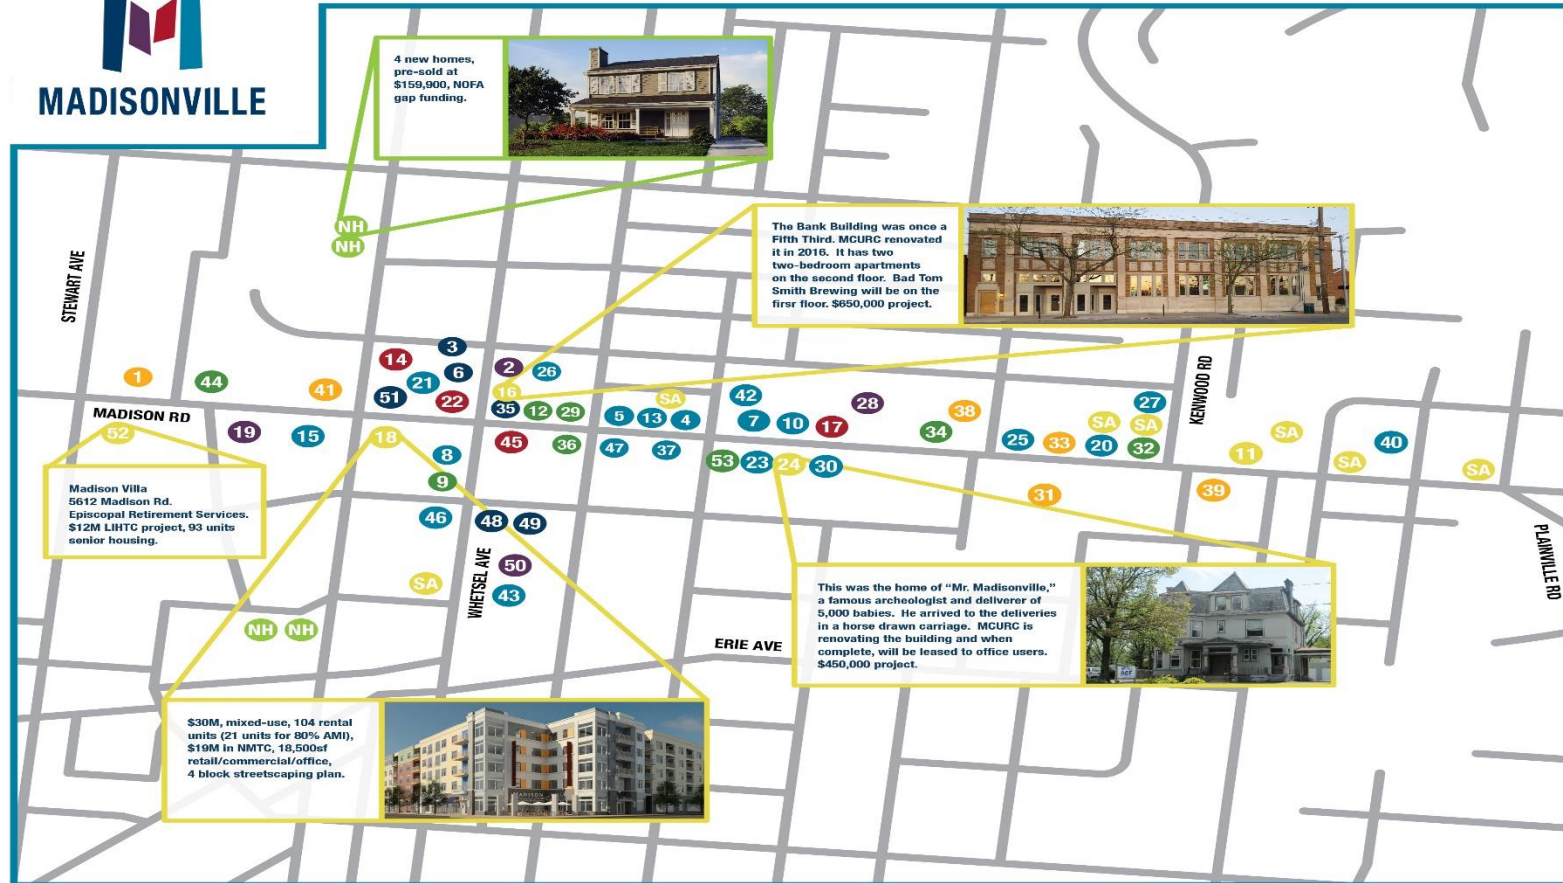 MADISONVILLE
4 new homes,
pre-sold at
$159,900, NOFA
gap funding.
NH
NH
The Bank Building was once a
Fifth Third. MCURC renovated
it in 2016. It has two
two-bedroom apartments
on the second floor. Bad Tom
Smith Brewing will be on the
firsr floor. $650,000 project.
STEWART AVE
KENWOOD RD
3
14
6
2
26
1
44
21
41
16
SA
51
22
35
12
29
5
13
4
42
7
10
17
28
38
34
27
SA
SA
25
33
20
32
SA
11
40
SA
SA
MADISON RD
52
19
15
18
8
45
36
47
37
53
23
24
30
9
31
39
46
48
49
Madison Villa
5612 Madison Rd.
Episcopal Retirement Services.
$12M LIHTC project, 93 units
senior housing.
PLAINVILLE RD
WHETSEL AVE
50
SA
43
NH
NH
ERIE AVE
This was the home of “Mr. Madisonville,”
a famous archeologist and deliverer of
5,000 babies. He arrived to the deliveries
in a horse drawn carriage. MCURC is
renovating the building and when
complete, will be leased to office users.
$450,000 project.
$30M, mixed-use, 104 rental
units (21 units for 80% AMI),
$19M in NMTC, 18,500sf
retail/commercial/office,
4 block streetscaping plan.
MADISON